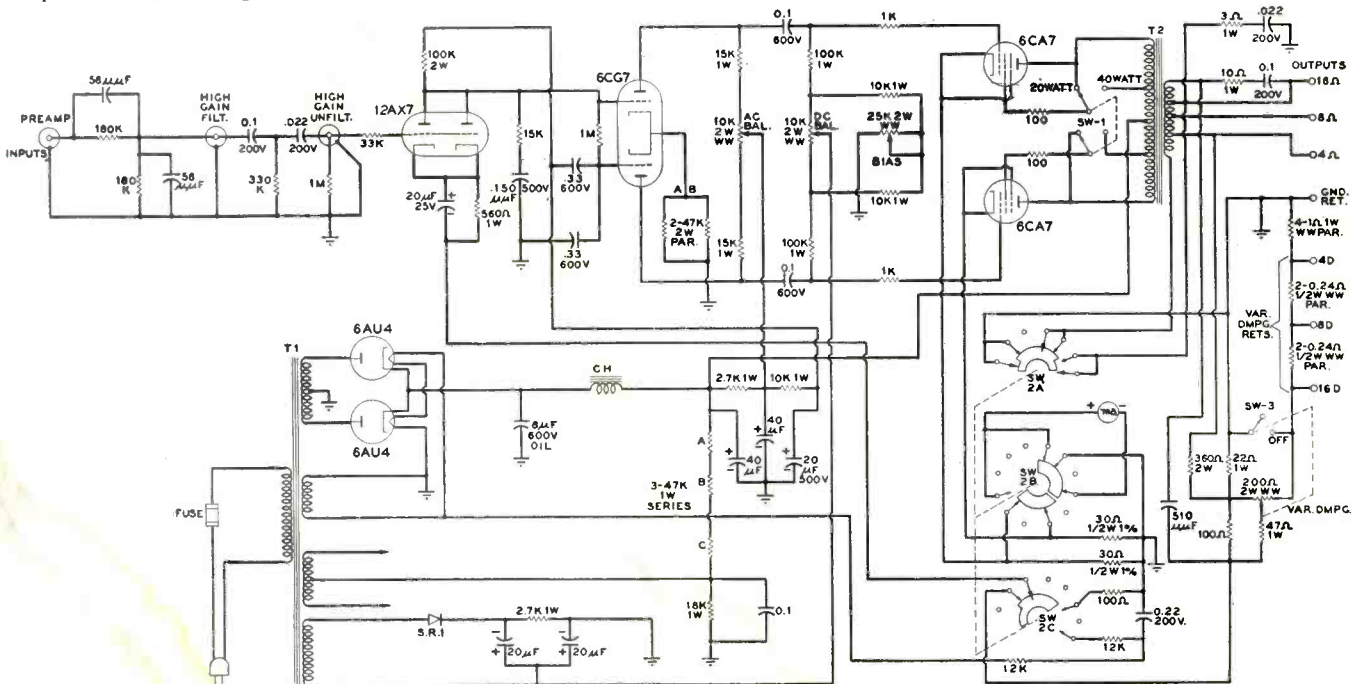 PREAMP
INPUTS
56μμF
180K
180
K
56
μμF
HIGH
GAIN
FILT.
0.1
200V
330
K
.022
200V
HIGH
GAIN
UNFILT.
1M
33K
12AX7
100K
2W
20μF
25V
560Ω
1W
15K
.150
μμF
500V
.33
600V
.33
600V
1M
6CG7
A B
2-47K
2W
PAR.
15K
1W
10K
2W
WW
AC
BAL.
15K
1W
0.1
600V
0.1
600V
100K
1W
10K
2W
WW
DC
BAL.
100K
1W
1K
1K
10K1W
25K 2W
WW
BIAS
10K1W
6CA7
6CA7
20WATT
40WATT
SW-1
100
100
T2
3Ω
1W
.022
200V
10Ω
1W
0.1
200V
OUTPUTS
16Ω
8Ω
4Ω
GND.
RET.
4-1Ω 1W
WW PAR.
4D
2-0.24Ω
1/2W WW
PAR.
8D
2-0.24Ω
1/2W WW
PAR.
16D
VAR.
DMPG.
RETS.
SW-3
OFF
360Ω
2W
22Ω
1W
200Ω
2W WW
VAR. DMPG.
510
μμF
100Ω
47Ω
1W
SW
2A
+ -
SW
2B
30Ω
1/2W 1%
30Ω
1/2W 1%
SW
2C
100Ω
12K
0.22
200V.
12K
6AU4
6AU4
T1
FUSE
CH
8μF
600V
OIL
2.7K 1W
10K 1W
40
μF
40
μF
20
μF
500V
A
B
C
3-47K
1W
SERIES
18K
1W
0.1
S.R.1
2.7K 1W
20μF
20μF